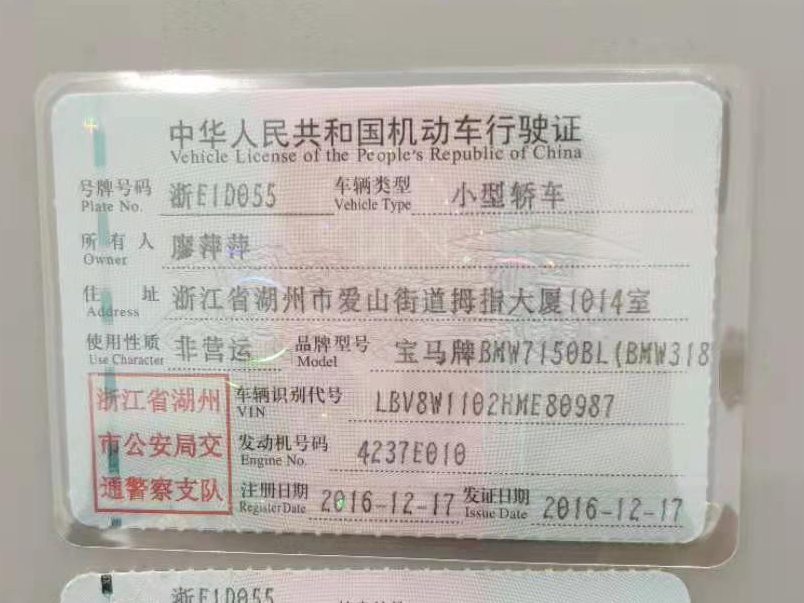 中华人民共和国机动车行驶证
Vehicle License of the People's Republic of China
号牌号码 浙E1D055 车辆类型 小型轿车
Plate No. Vehicle Type
所有人 廖萍萍
Owner
住址 浙江省湖州市爱山街道拇指大厦1014室
Address
使用性质 非营运 品牌型号 宝马牌BMW7150BL(BMW318
Use Character Model
浙江省湖州 车辆识别代号 LBV8W1102HME80987
VIN
市公安局交 发动机号码 4237E010
Engine No.
通警察支队 注册日期 2016-12-17 发证日期 2016-12-17
Register Date Issue Date
浙E1D055